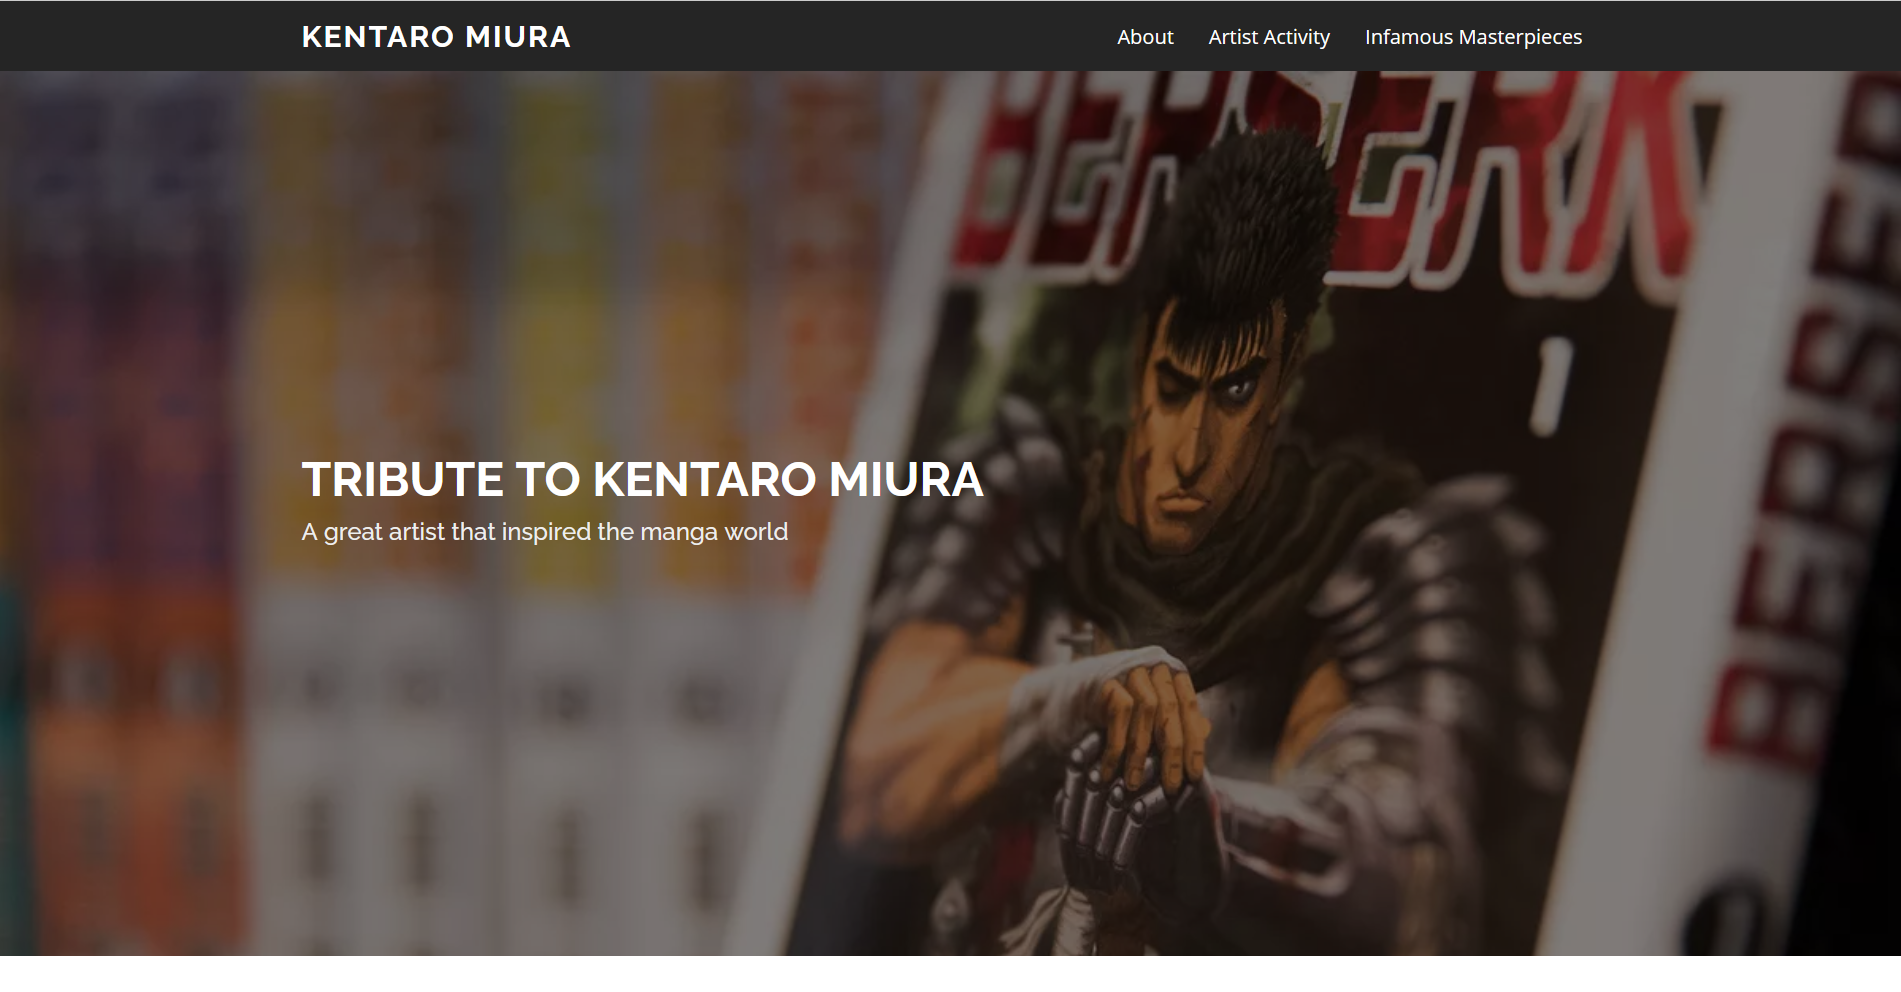 KENTARO MIURA
About Artist Activity Infamous Masterpieces
BERSERK
1
TRIBUTE TO KENTARO MIURA
A great artist that inspired the manga world
BERSERK